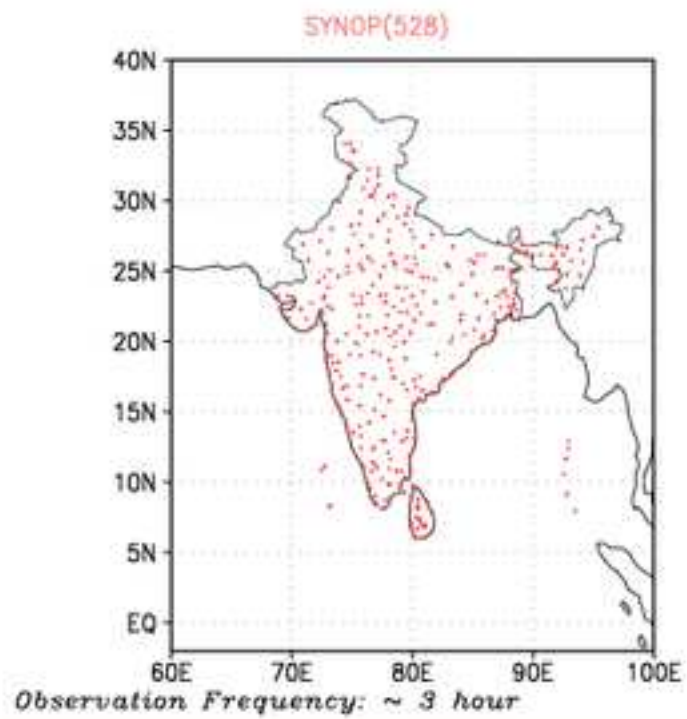 SYNOP(528)
40N
35N
30N
25N
20N
15N
10N
5N
EQ
60E 70E 80E 90E 100E
Observation Frequency: ~ 3 hour